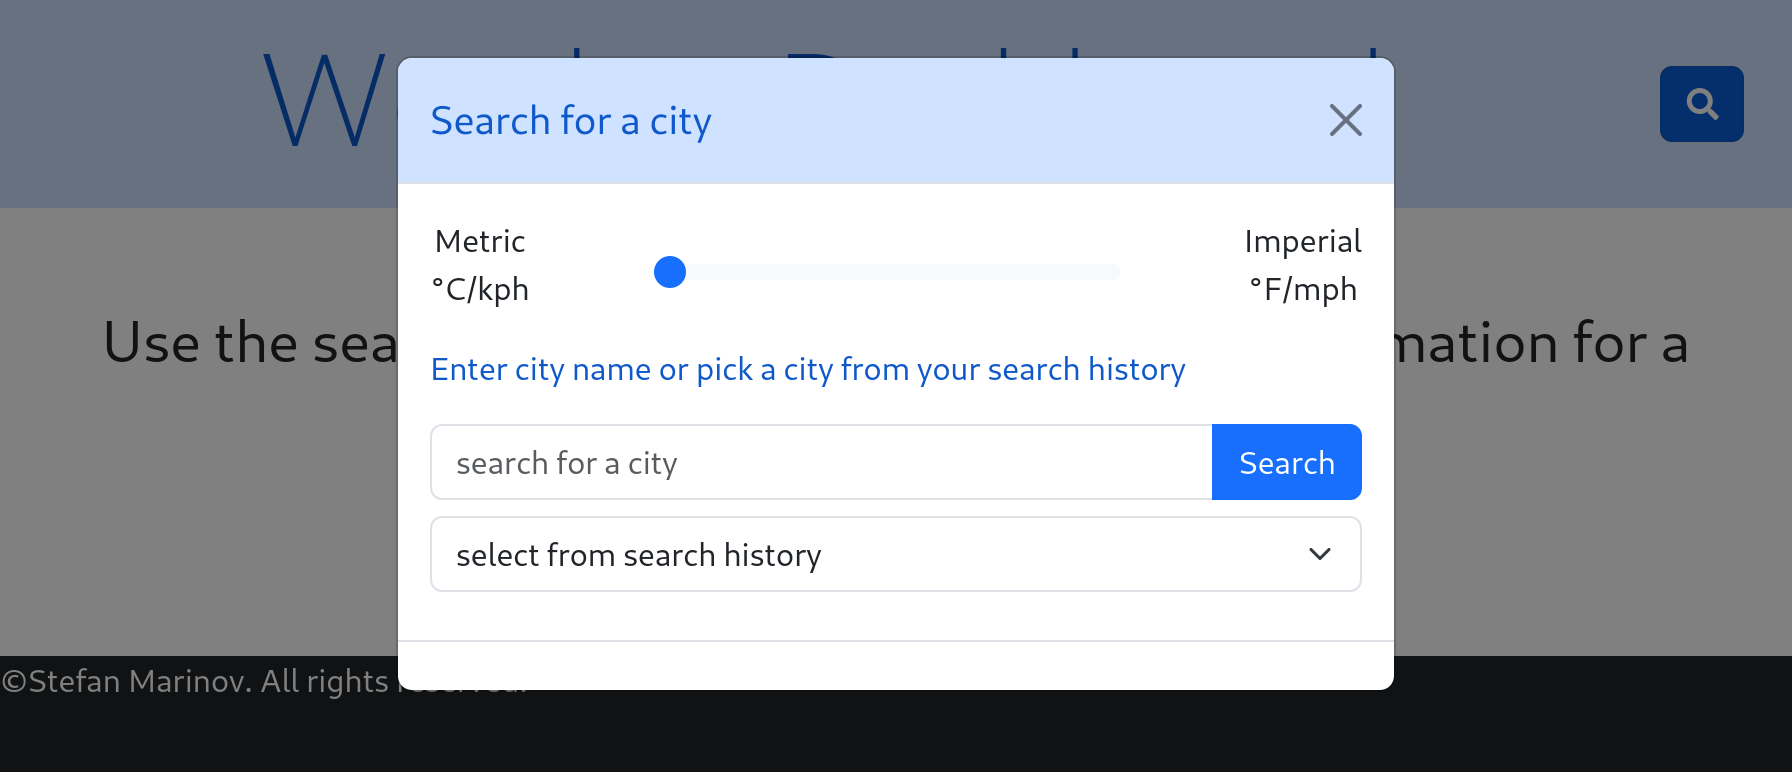 Search for a city
Metric
°C/kph
Imperial
°F/mph
Use the sea
mation for a
Enter city name or pick a city from your search history
search for a city
Search
select from search history
©Stefan Marinov. All rights